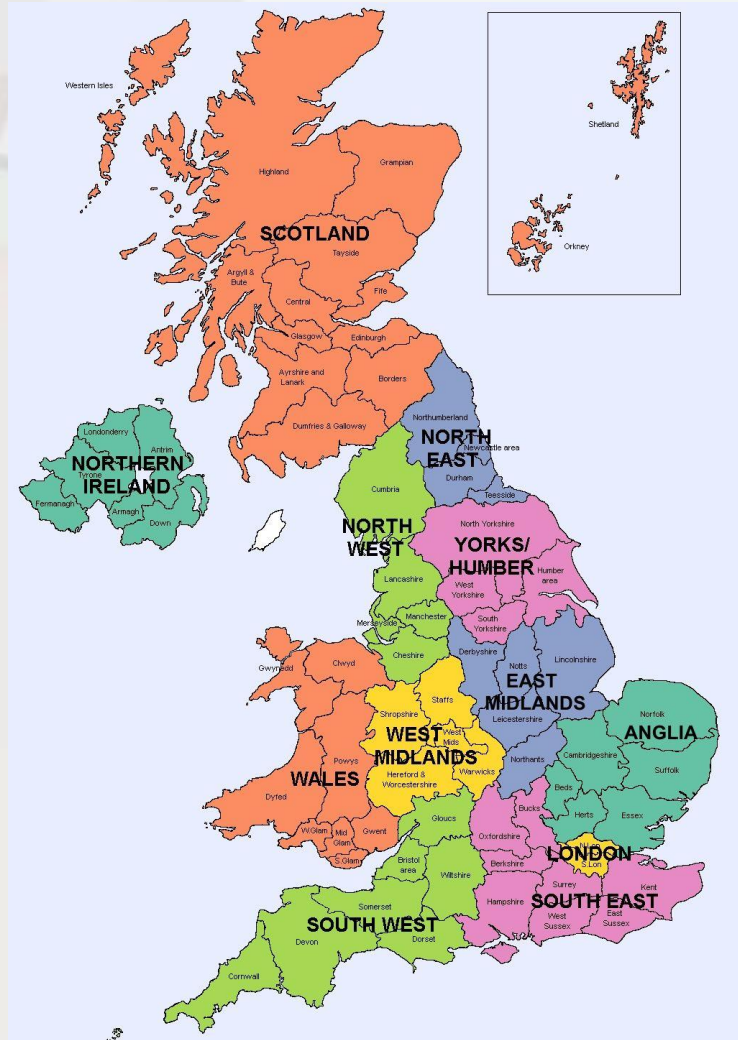 Western Isles
Shetland
Orkney
Highland
Grampian
SCOTLAND
Tayside
Argyll &
Bute
Central
Fife
Glasgow
Edinburgh
Ayrshire and
Lanark
Borders
Dumfries & Galloway
Northumberland
NORTH
EAST
Newcastle area
Durham
Teesside
Londonderry
Antrim
NORTHERN
IRELAND
Tyrone
Fermanagh
Armagh
Down
Cumbria
NORTH
WEST
Lancashire
Merseyside
Manchester
Cheshire
North Yorkshire
YORKS/
HUMBER
West
Yorkshire
Humber
area
South
Yorkshire
Derbyshire
Notts
Lincolnshire
EAST
MIDLANDS
Leicestershire
Northants
Gwynedd
Clwyd
Powys
WALES
Dyfed
W.Glam
Mid
Glam
S.Glam
Gwent
Staffs
Shropshire
WEST
MIDLANDS
West
Mids
Hereford &
Worcestershire
Warwicks
Norfolk
ANGLIA
Cambridgeshire
Suffolk
Beds
Herts
Essex
LONDON
S.Lon
Gloucs
Bristol
area
Wiltshire
Somerset
SOUTH WEST
Devon
Dorset
Cornwall
Bucks
Oxfordshire
Berkshire
Hampshire
Surrey
Kent
SOUTH EAST
West
Sussex
East
Sussex